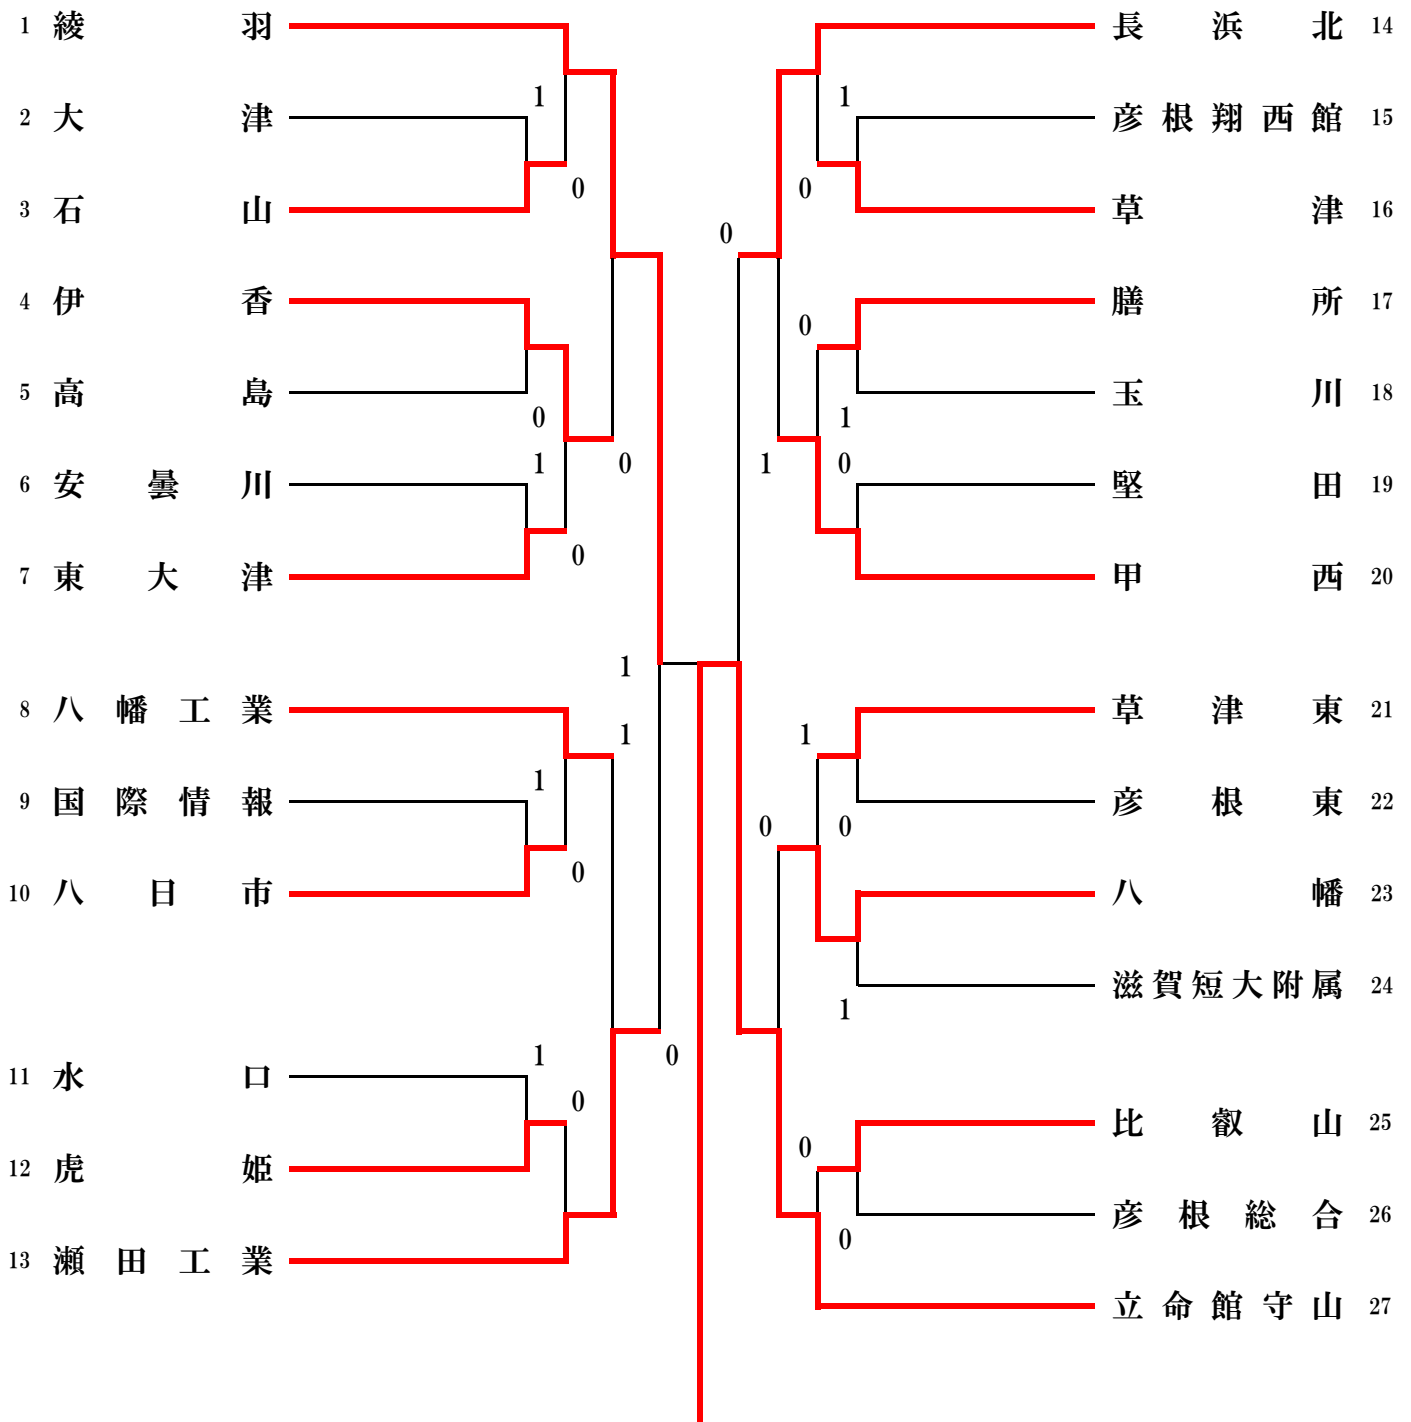 1 綾羽
2 大津
3 石山
4 伊香
5 高島
6 安曇川
7 東大津
8 八幡工業
9 国際情報
10 八日市
11 水口
12 虎姫
13 瀬田工業
1
0
0
1
0
0
1
1
1
0
1
0
0
0
1
0
0
1
0
1
1
0
0
1
0
0
長浜北 14
彦根翔西館 15
草津 16
膳所 17
玉川 18
堅田 19
甲西 20
草津東 21
彦根東 22
八幡 23
滋賀短大附属 24
比叡山 25
彦根総合 26
立命館守山 27